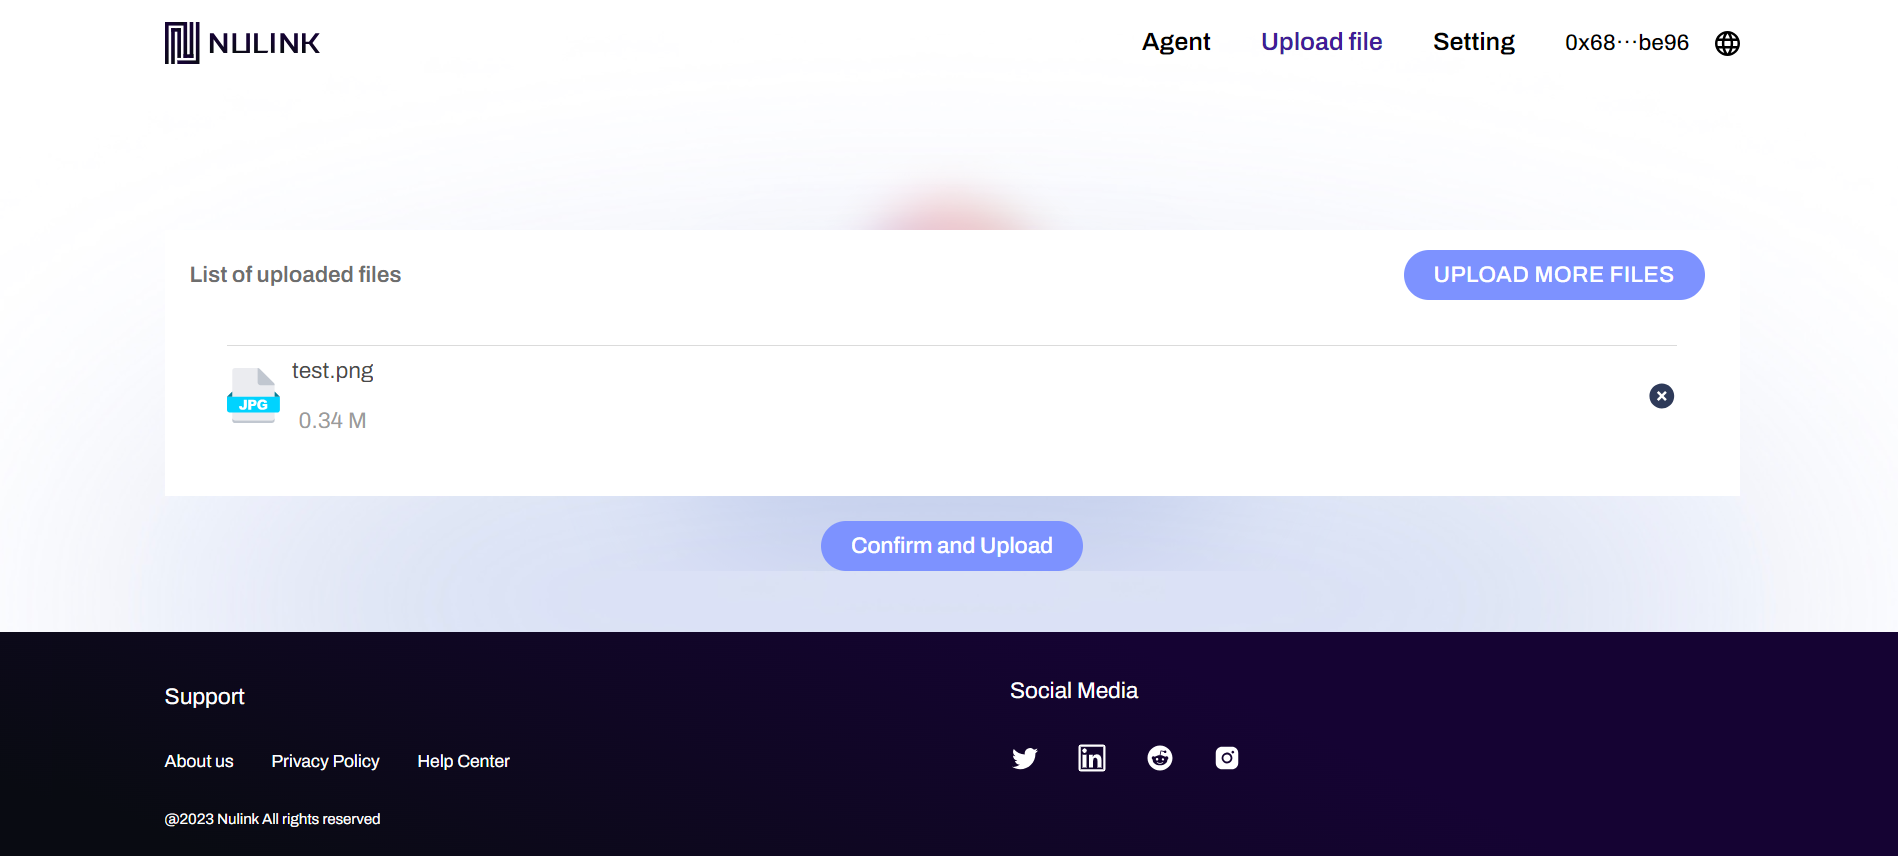 NULINK
Agent
Upload file
Setting
0x68···be96
List of uploaded files
UPLOAD MORE FILES
test.png
JPG
0.34 M
Confirm and Upload
Support
Social Media
About us
Privacy Policy
Help Center
in
@2023 Nulink All rights reserved